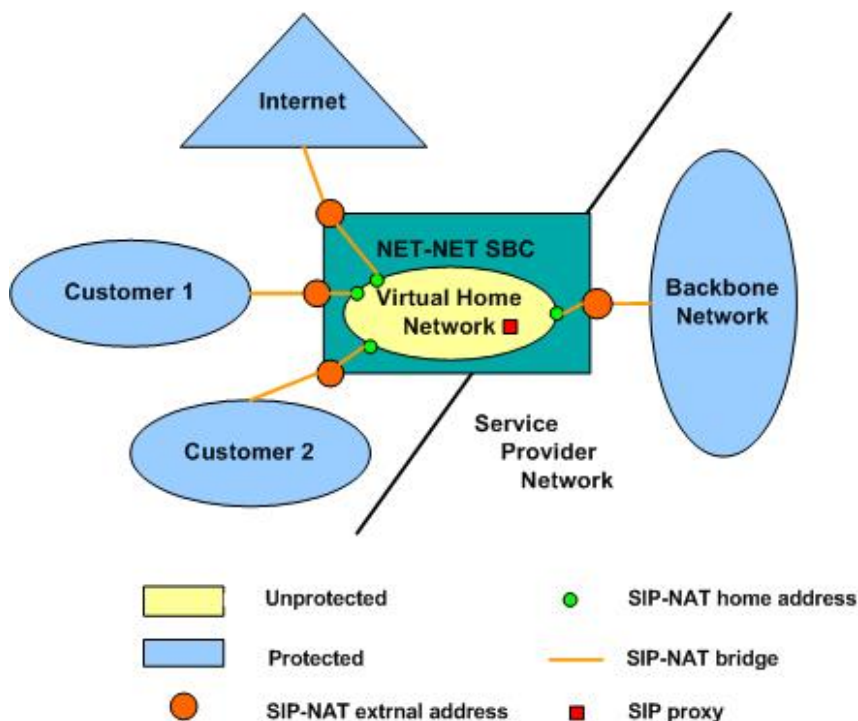 Internet
NET-NET SBC
Customer 1
Virtual Home
Network
Backbone
Network
Customer 2
Service
Provider
Network
Unprotected
SIP-NAT home address
Protected
SIP-NAT bridge
SIP-NAT extrnal address
SIP proxy